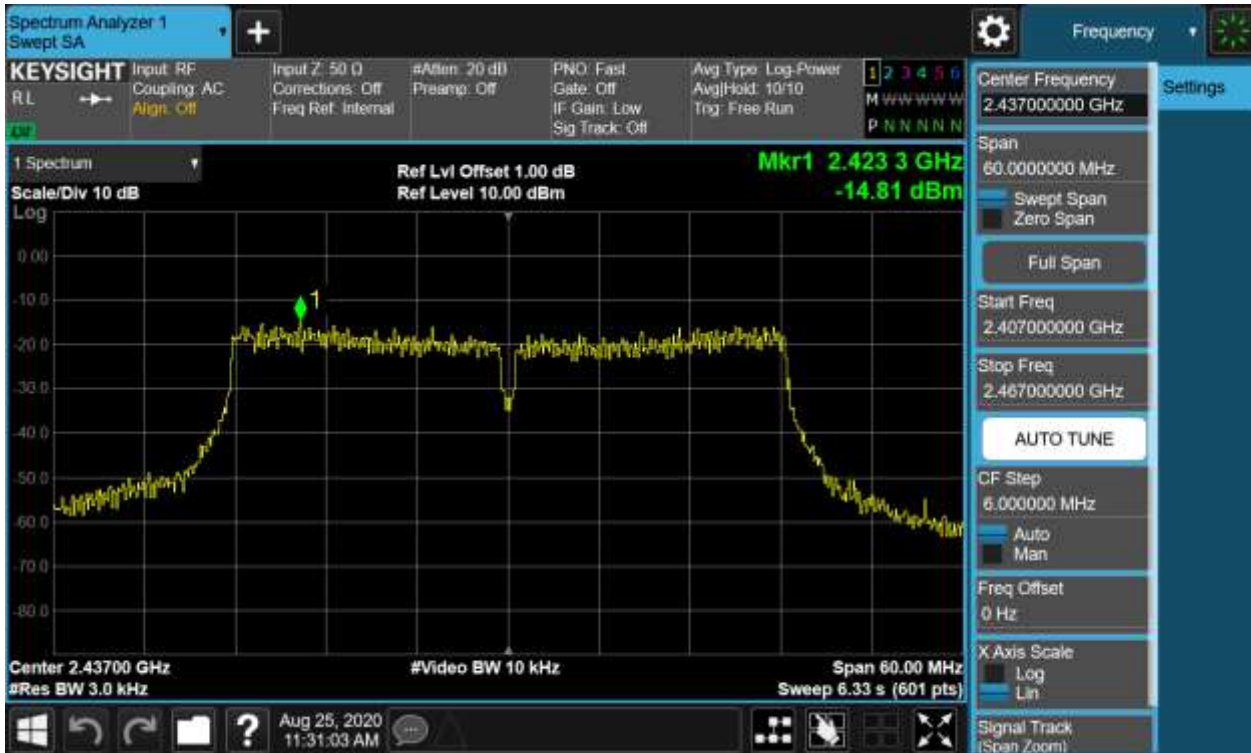 Spectrum Analyzer 1
Swept SA
+
Frequency
KEYSIGHT
RL
Input: RF
Coupling: AC
Align: Off
Input Z: 50 Ω
Corrections: Off
Freq Ref: Internal
#Atten: 20 dB
Preamp: Off
PNO: Fast
Gate: Off
IF Gain: Low
Sig Track: Off
Avg Type: Log-Power
Avg|Hold: 10/10
Trig: Free Run
1 2 3 4 5 6
M W W W W W
P N N N N N
1 Spectrum
Scale/Div 10 dB
Ref Lvl Offset 1.00 dB
Ref Level 10.00 dBm
Mkr1 2.423 3 GHz
-14.81 dBm
Log
0.00
-10.0
-20.0
-30.0
-40.0
-50.0
-60.0
-70.0
-80.0
1
Center 2.43700 GHz
#Res BW 3.0 kHz
#Video BW 10 kHz
Span 60.00 MHz
Sweep 6.33 s (601 pts)
Center Frequency
2.437000000 GHz
Settings
Span
60.0000000 MHz
Swept Span
Zero Span
Full Span
Start Freq
2.407000000 GHz
Stop Freq
2.467000000 GHz
AUTO TUNE
CF Step
6.000000 MHz
Auto
Man
Freq Offset
0 Hz
X Axis Scale
Log
Lin
Signal Track
(Span Zoom)
?
Aug 25, 2020
11:31:03 AM